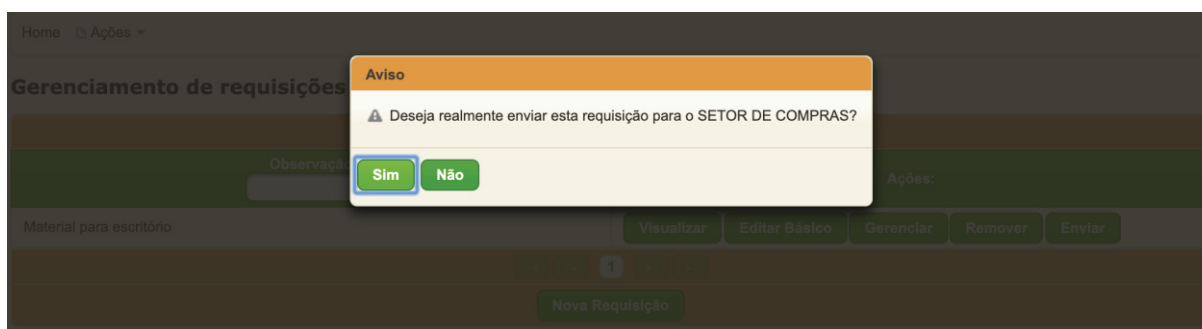 Home Ações
Gerenciamento de requisições
Aviso
Deseja realmente enviar esta requisição para o SETOR DE COMPRAS?
Sim Não
Observação
Ações:
Material para escritório
Visualizar Editar Básico Gerenciar Remover Enviar
1
Nova Requisição